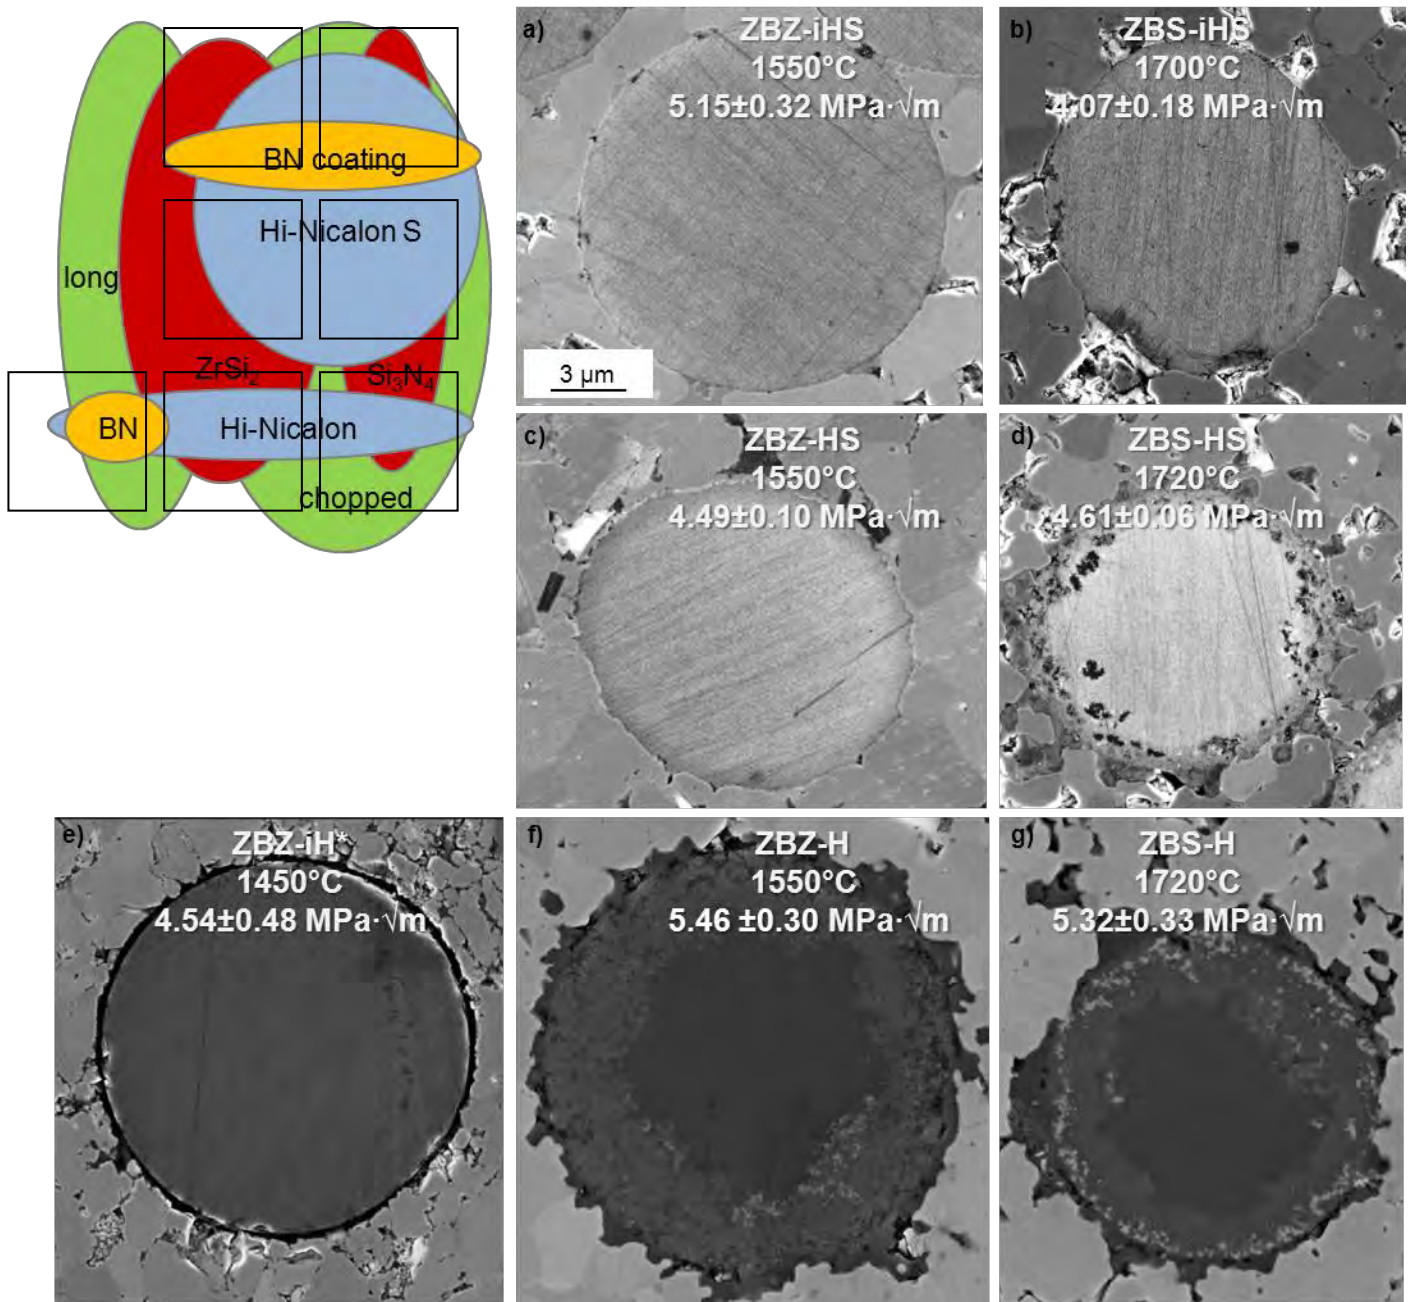 BN coating
Hi-Nicalon S
long
ZrSi₂
Si₃N₄
BN
Hi-Nicalon
chopped
a)
ZBZ-iHS
1550°C
5.15±0.32 MPa·√m
3 µm
b)
ZBS-iHS
1700°C
4.07±0.18 MPa·√m
c)
ZBZ-HS
1550°C
4.49±0.10 MPa·√m
d)
ZBS-HS
1720°C
4.61±0.06 MPa·√m
e)
ZBZ-iH*
1450°C
4.54±0.48 MPa·√m
f)
ZBZ-H
1550°C
5.46 ±0.30 MPa·√m
g)
ZBS-H
1720°C
5.32±0.33 MPa·√m